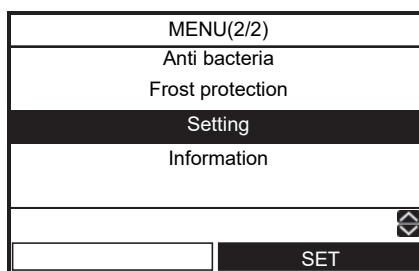 MENU(2/2)
Anti bacteria
Frost protection
Setting
Information
SET